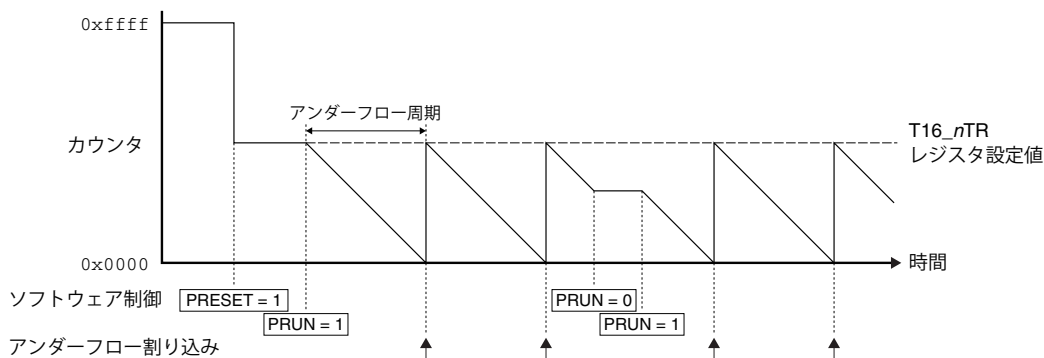 0xffff
アンダーフロー周期
カウンタ
T16_nTR
レジスタ設定値
0x0000
時間
ソフトウェア制御 PRESET = 1 PRUN = 0
PRUN = 1 PRUN = 1
アンダーフロー割り込み